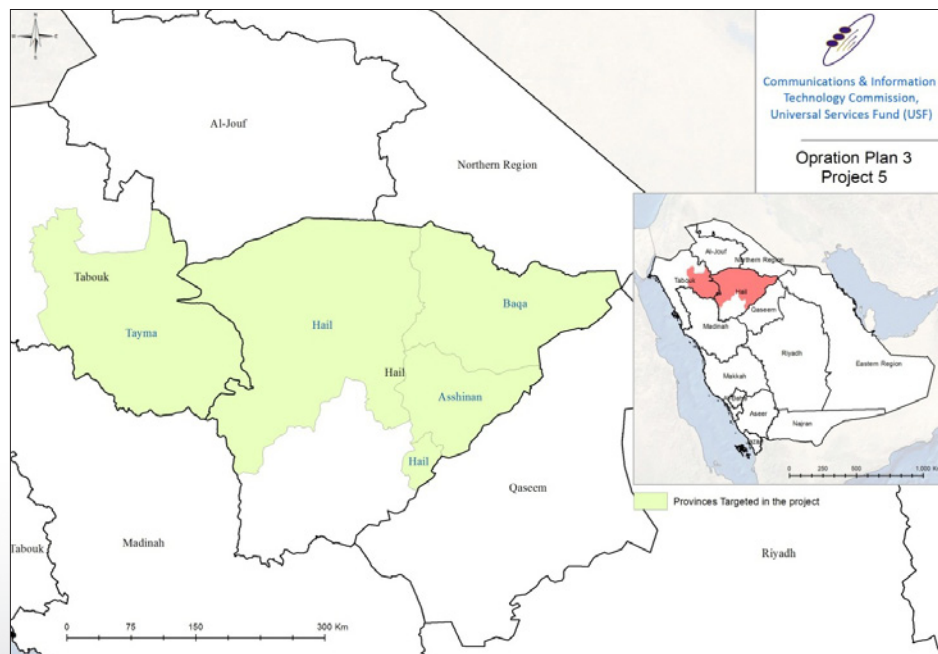 N
Communications & Information
Technology Commission,
Universal Services Fund (USF)
Opration Plan 3
Project 5
Al-Jouf
Northern Region
Tabouk
Tayma
Hail
Baqa
Hail
Asshinan
Hail
Qaseem
Madinah
Tabouk
Riyadh
0 75 150 300 Km
Al-Jouf
Northern Region
Tabouk
Hail
Qaseem
Madinah
Riyadh
Eastern Region
Makkah
Aseer
Najran
0 250 500 1,000
Provinces Targeted in the project